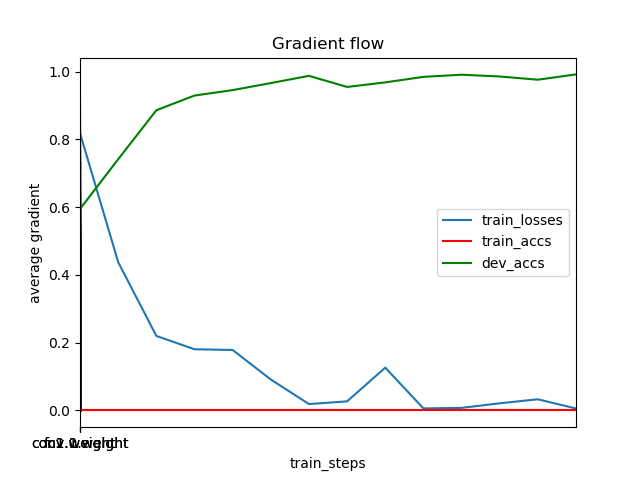 Gradient flow
1.0
0.8
0.6
0.4
0.2
0.0
average gradient
train_losses
train_accs
dev_accs
train_steps